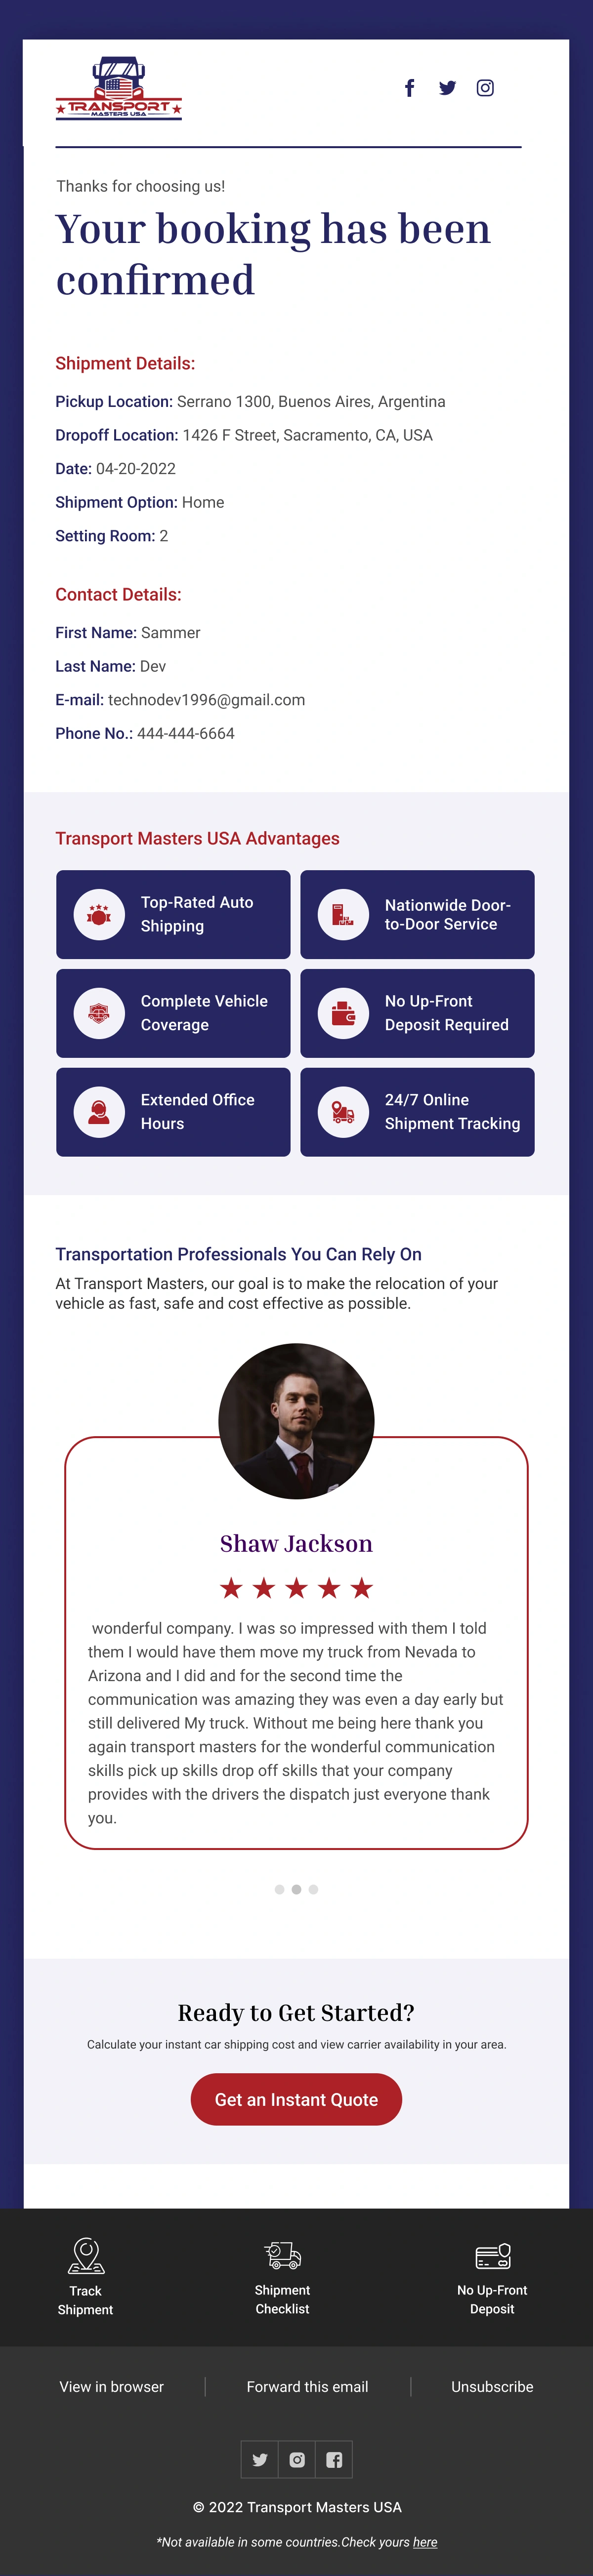 TRANSPORT
MASTERS USA
Thanks for choosing us!
Your booking has been
confirmed
Shipment Details:
Pickup Location: Serrano 1300, Buenos Aires, Argentina
Dropoff Location: 1426 F Street, Sacramento, CA, USA
Date: 04-20-2022
Shipment Option: Home
Setting Room: 2
Contact Details:
First Name: Sammer
Last Name: Dev
E-mail: technodev1996@gmail.com
Phone No.: 444-444-6664
Transport Masters USA Advantages
Top-Rated Auto
Shipping
Nationwide Door-
to-Door Service
Complete Vehicle
Coverage
No Up-Front
Deposit Required
Extended Office
Hours
24/7 Online
Shipment Tracking
Transportation Professionals You Can Rely On
At Transport Masters, our goal is to make the relocation of your
vehicle as fast, safe and cost effective as possible.
Shaw Jackson
wonderful company. I was so impressed with them I told
them I would have them move my truck from Nevada to
Arizona and I did and for the second time the
communication was amazing they was even a day early but
still delivered My truck. Without me being here thank you
again transport masters for the wonderful communication
skills pick up skills drop off skills that your company
provides with the drivers the dispatch just everyone thank
you.
Ready to Get Started?
Calculate your instant car shipping cost and view carrier availability in your area.
Get an Instant Quote
Track
Shipment
Shipment
Checklist
No Up-Front
Deposit
View in browser
Forward this email
Unsubscribe
© 2022 Transport Masters USA
*Not available in some countries.Check yours here